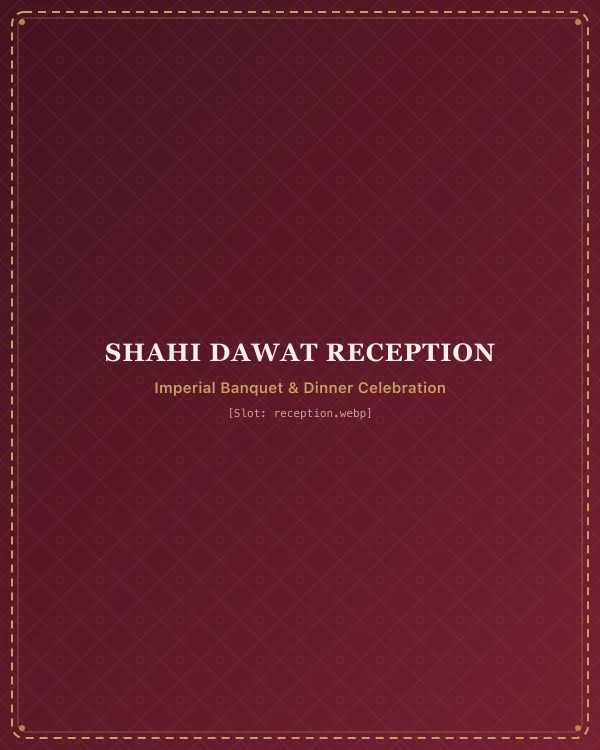 SHAHI DAWAT RECEPTION
Imperial Banquet & Dinner Celebration
[Slot: reception.webp]